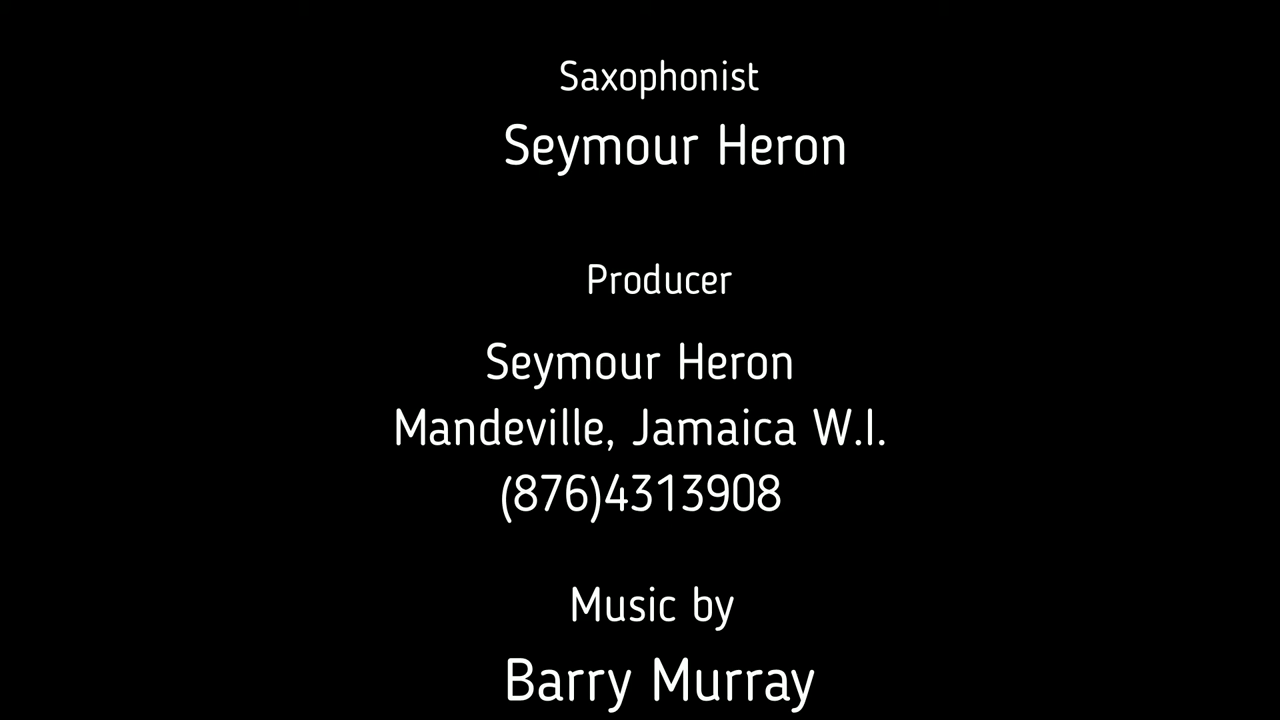 Saxophonist
Seymour Heron
Producer
Seymour Heron
Mandeville, Jamaica W.I.
(876)4313908
Music by
Barry Murray